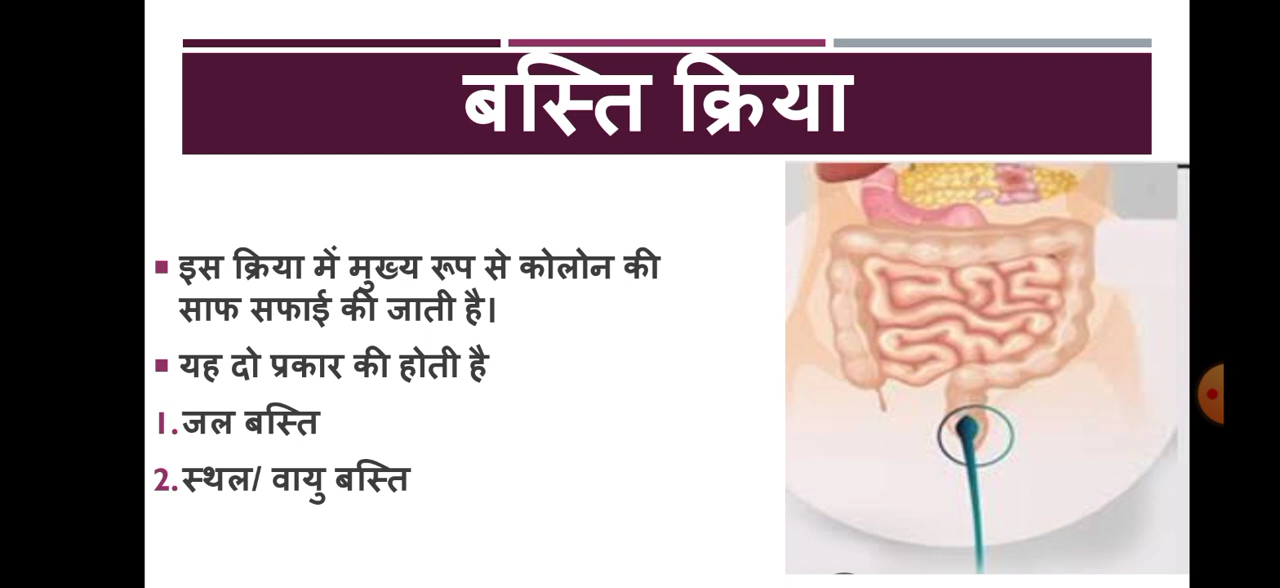 बस्ति क्रिया
▪ इस क्रिया में मुख्य रूप से कोलोन की
साफ सफाई की जाती है।
▪ यह दो प्रकार की होती है
1. जल बस्ति
2. स्थल/ वायु बस्ति